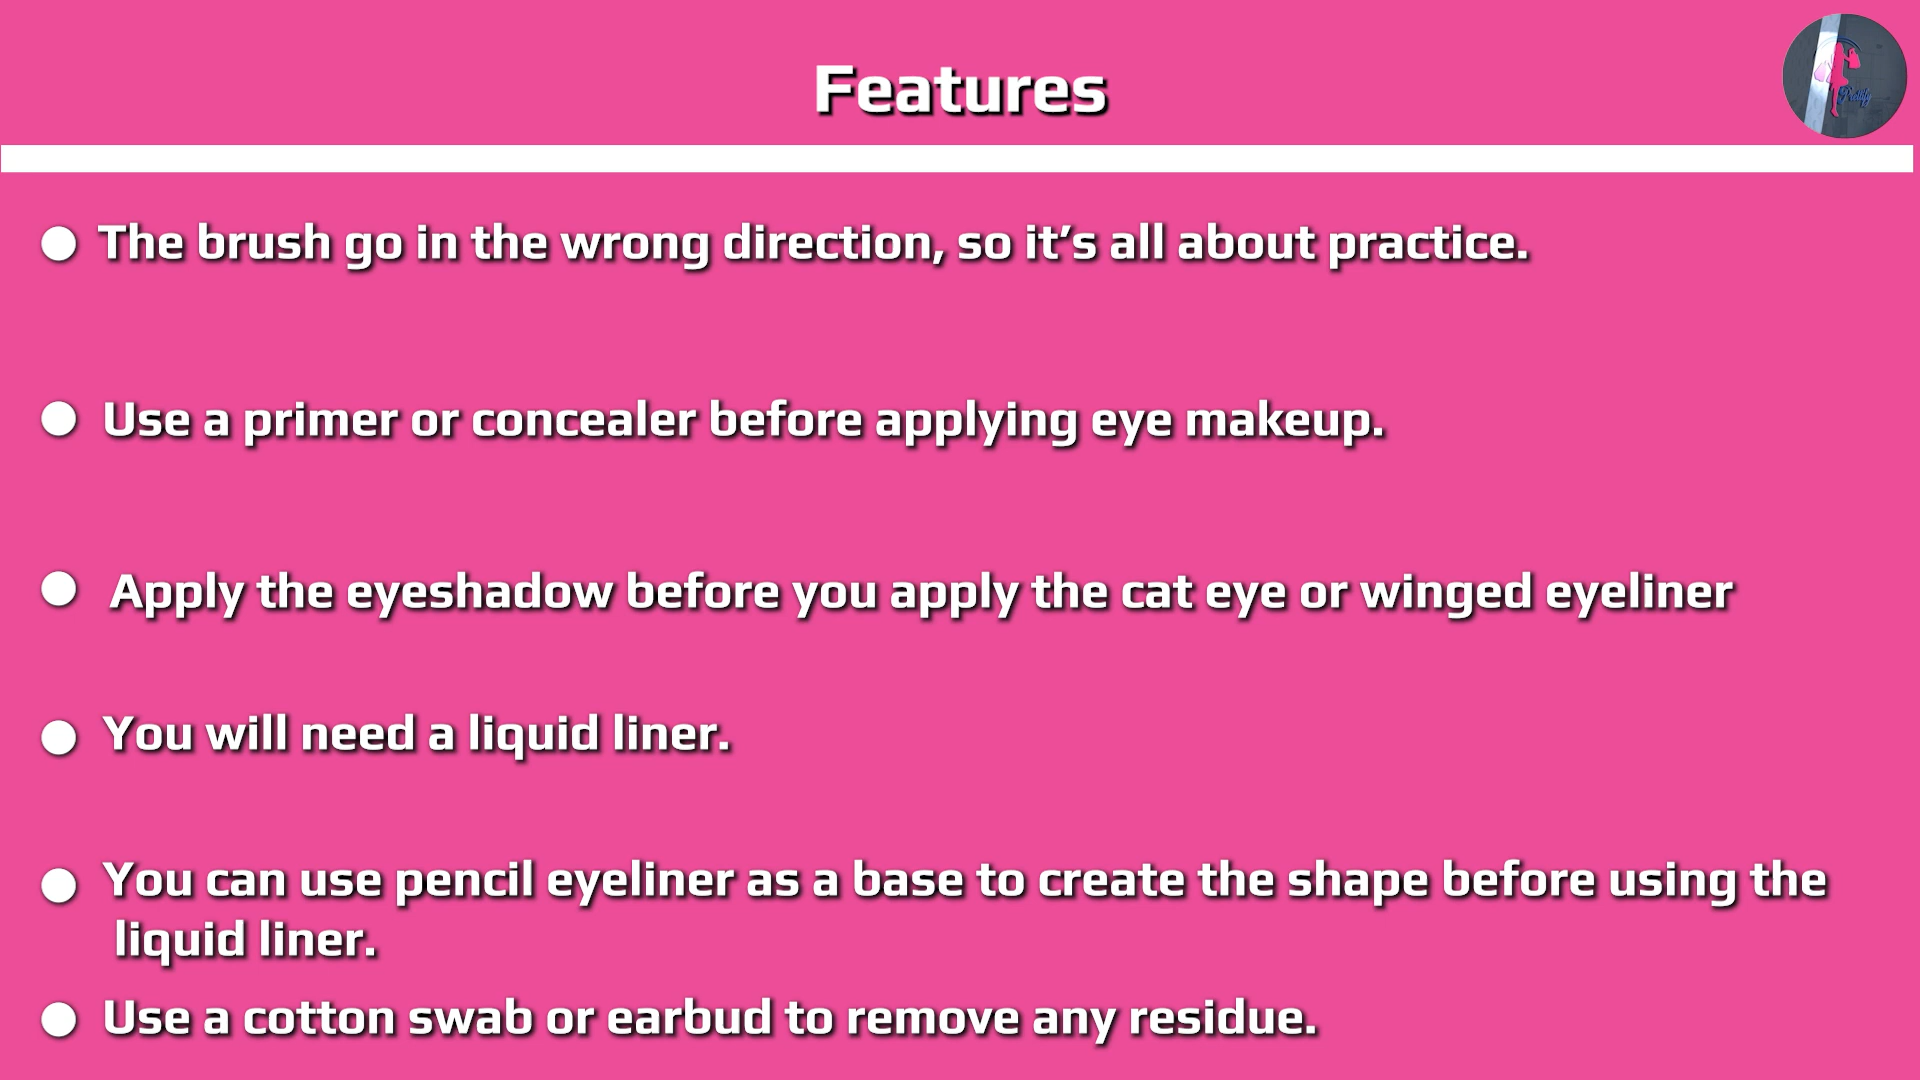 Features
The brush go in the wrong direction, so it’s all about practice.
Use a primer or concealer before applying eye makeup.
Apply the eyeshadow before you apply the cat eye or winged eyeliner
You will need a liquid liner.
You can use pencil eyeliner as a base to create the shape before using the
liquid liner.
Use a cotton swab or earbud to remove any residue.